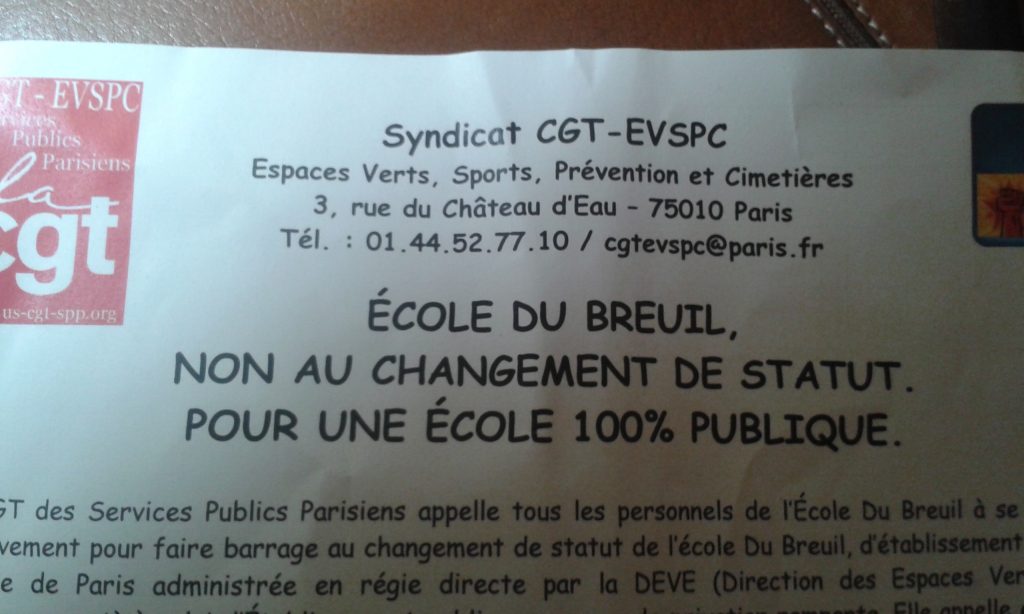 GT - EVSPC
Services
Publics
Parisiens
la
cgt
us-cgt-spp.org
Syndicat CGT-EVSPC
Espaces Verts, Sports, Prévention et Cimetières
3, rue du Château d'Eau - 75010 Paris
Tél. : 01.44.52.77.10 / cgtevspc@paris.fr
ÉCOLE DU BREUIL,
NON AU CHANGEMENT DE STATUT.
POUR UNE ÉCOLE 100% PUBLIQUE.
GT des Services Publics Parisiens appelle tous les personnels de l'École Du Breuil à se
vement pour faire barrage au changement de statut de l'école Du Breuil, d'établissement
e de Paris administrée en régie directe par la DEVE (Direction des Espaces Ver
Elle appelle